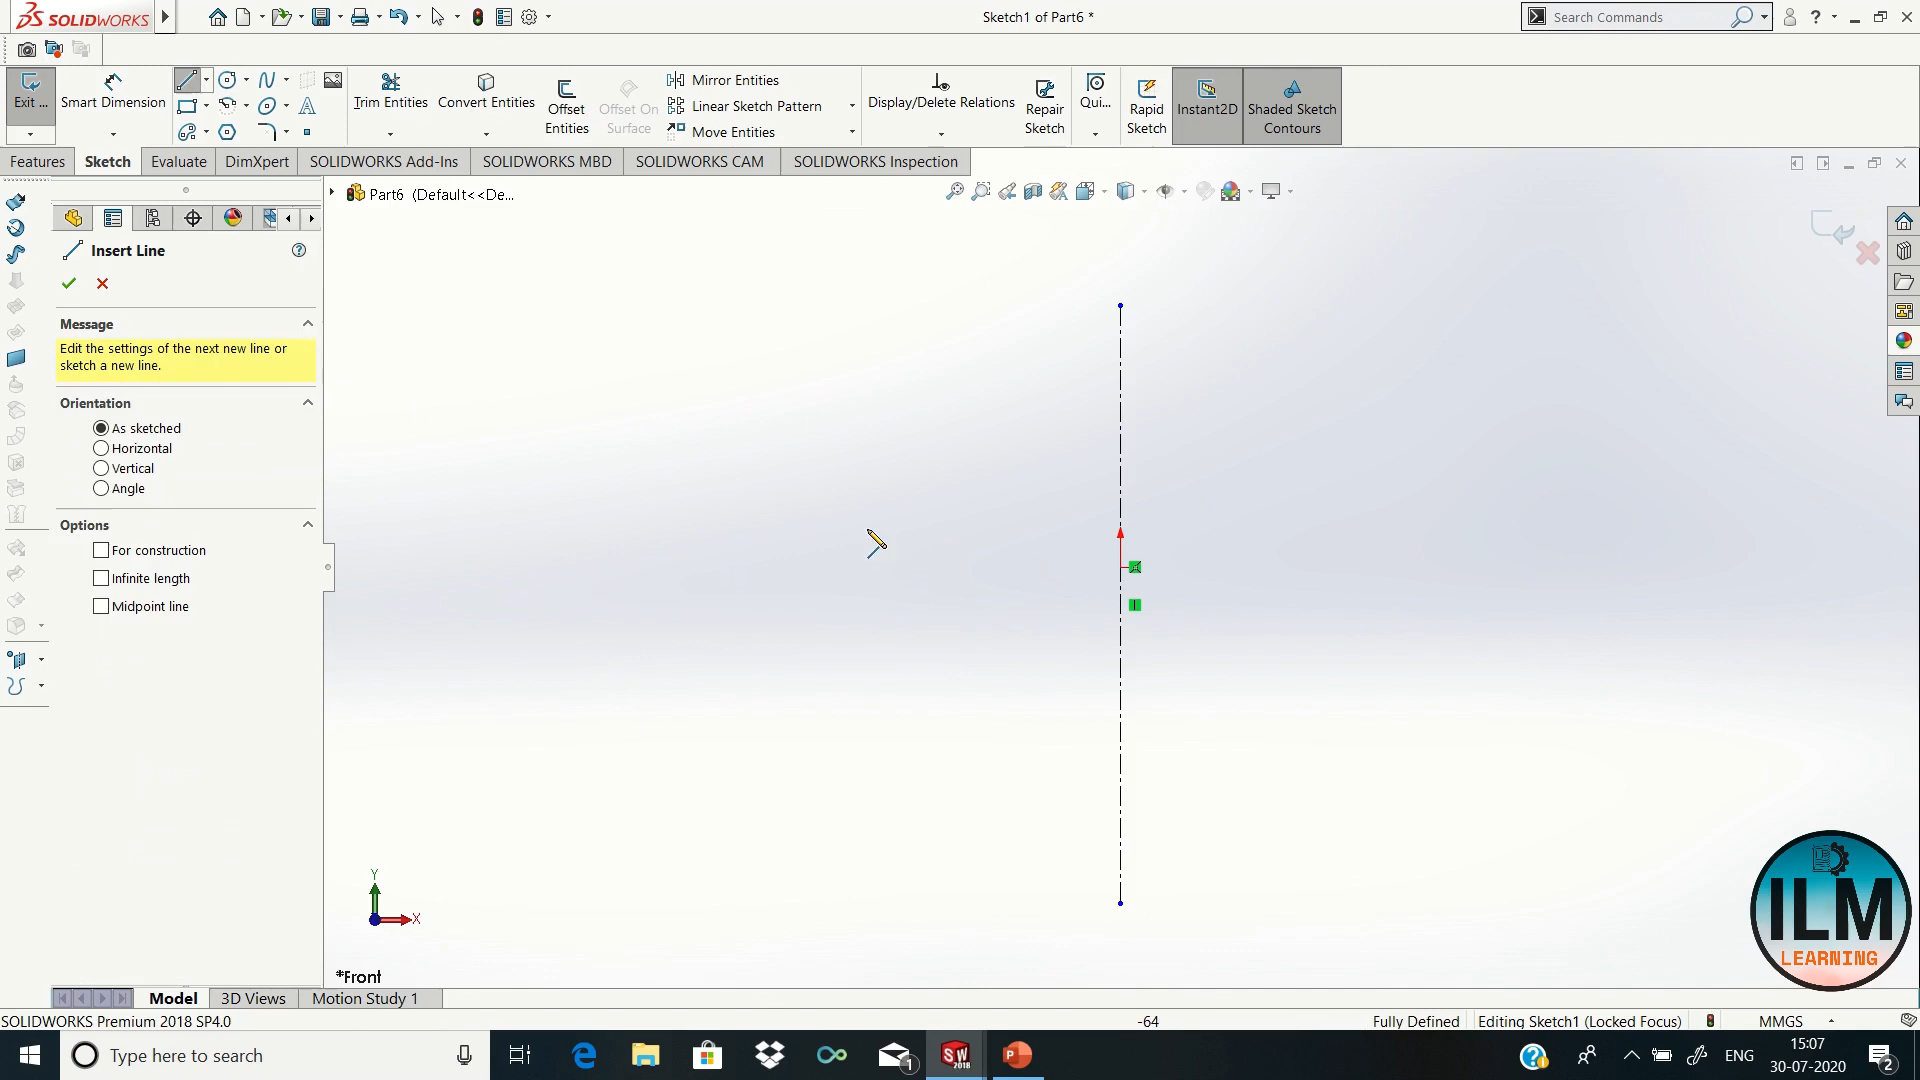 SOLIDWORKS
Sketch1 of Part6 *
Search Commands
?
Exit ...
Smart Dimension
Trim Entities
Convert Entities
Offset Entities
Offset On Surface
Mirror Entities
Linear Sketch Pattern
Move Entities
Display/Delete Relations
Repair Sketch
Qui...
Rapid Sketch
Instant2D
Shaded Sketch Contours
Features
Sketch
Evaluate
DimXpert
SOLIDWORKS Add-Ins
SOLIDWORKS MBD
SOLIDWORKS CAM
SOLIDWORKS Inspection
Part6 (Default<<De...
Insert Line
?
Message
Edit the settings of the next new line or
sketch a new line.
Orientation
As sketched
Horizontal
Vertical
Angle
Options
For construction
Infinite length
Midpoint line
Y
X
*Front
ILM
LEARNING
Model
3D Views
Motion Study 1
SOLIDWORKS Premium 2018 SP4.0
-64
Fully Defined
Editing Sketch1 (Locked Focus)
MMGS
Type here to search
1
SW
2018
P
?
ENG
15:07
30-07-2020
2